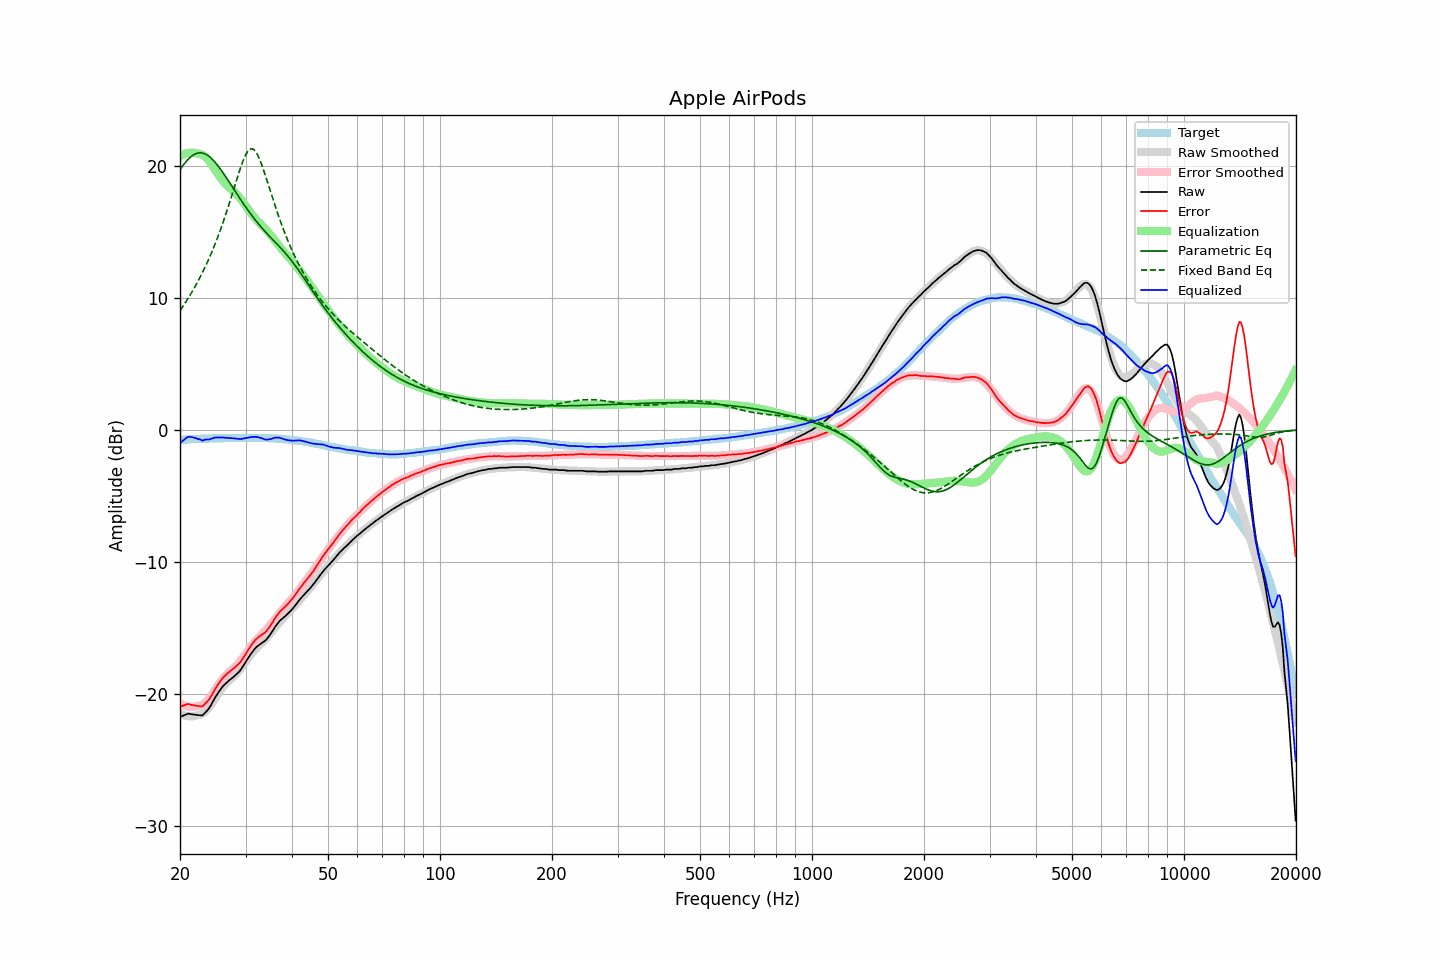 Apple AirPods
Amplitude (dBr)
20
10
0
−10
−20
−30
Target
Raw Smoothed
Error Smoothed
Raw
Error
Equalization
Parametric Eq
Fixed Band Eq
Equalized
20 50 100 200 500 1000 2000 5000 10000 20000
Frequency (Hz)